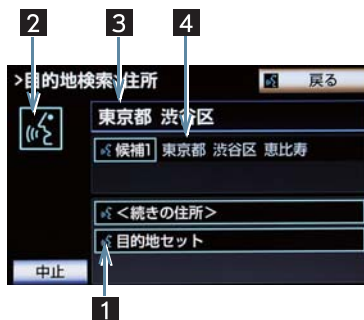 2 3 4
>目的地検索 住所
戻る
東京都 渋谷区
候補1 東京都 渋谷区 恵比寿
<続きの住所>
目的地セット
中止
1